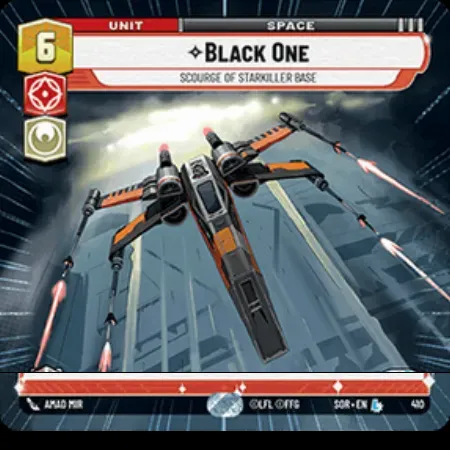 UNIT
SPACE
6
BLACK ONE
SCOURGE OF STARKILLER BASE
AMAD MIR
©LFL ©FFG
SOR • EN
410